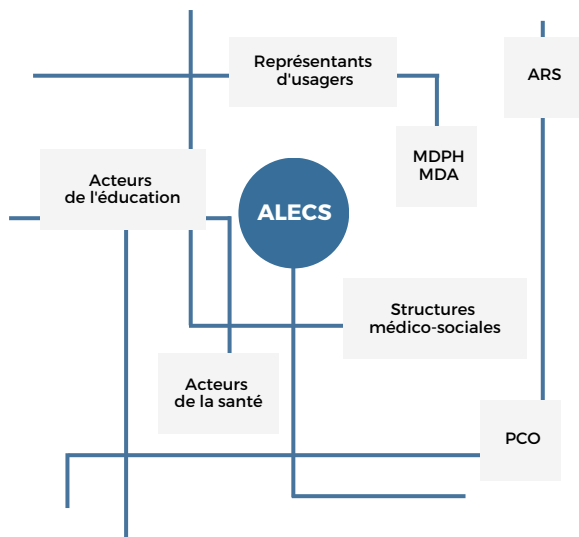 Représentants
d'usagers
ARS
MDPH
MDA
Acteurs
de l'éducation
ALECS
Structures
médico-sociales
Acteurs
de la santé
PCO